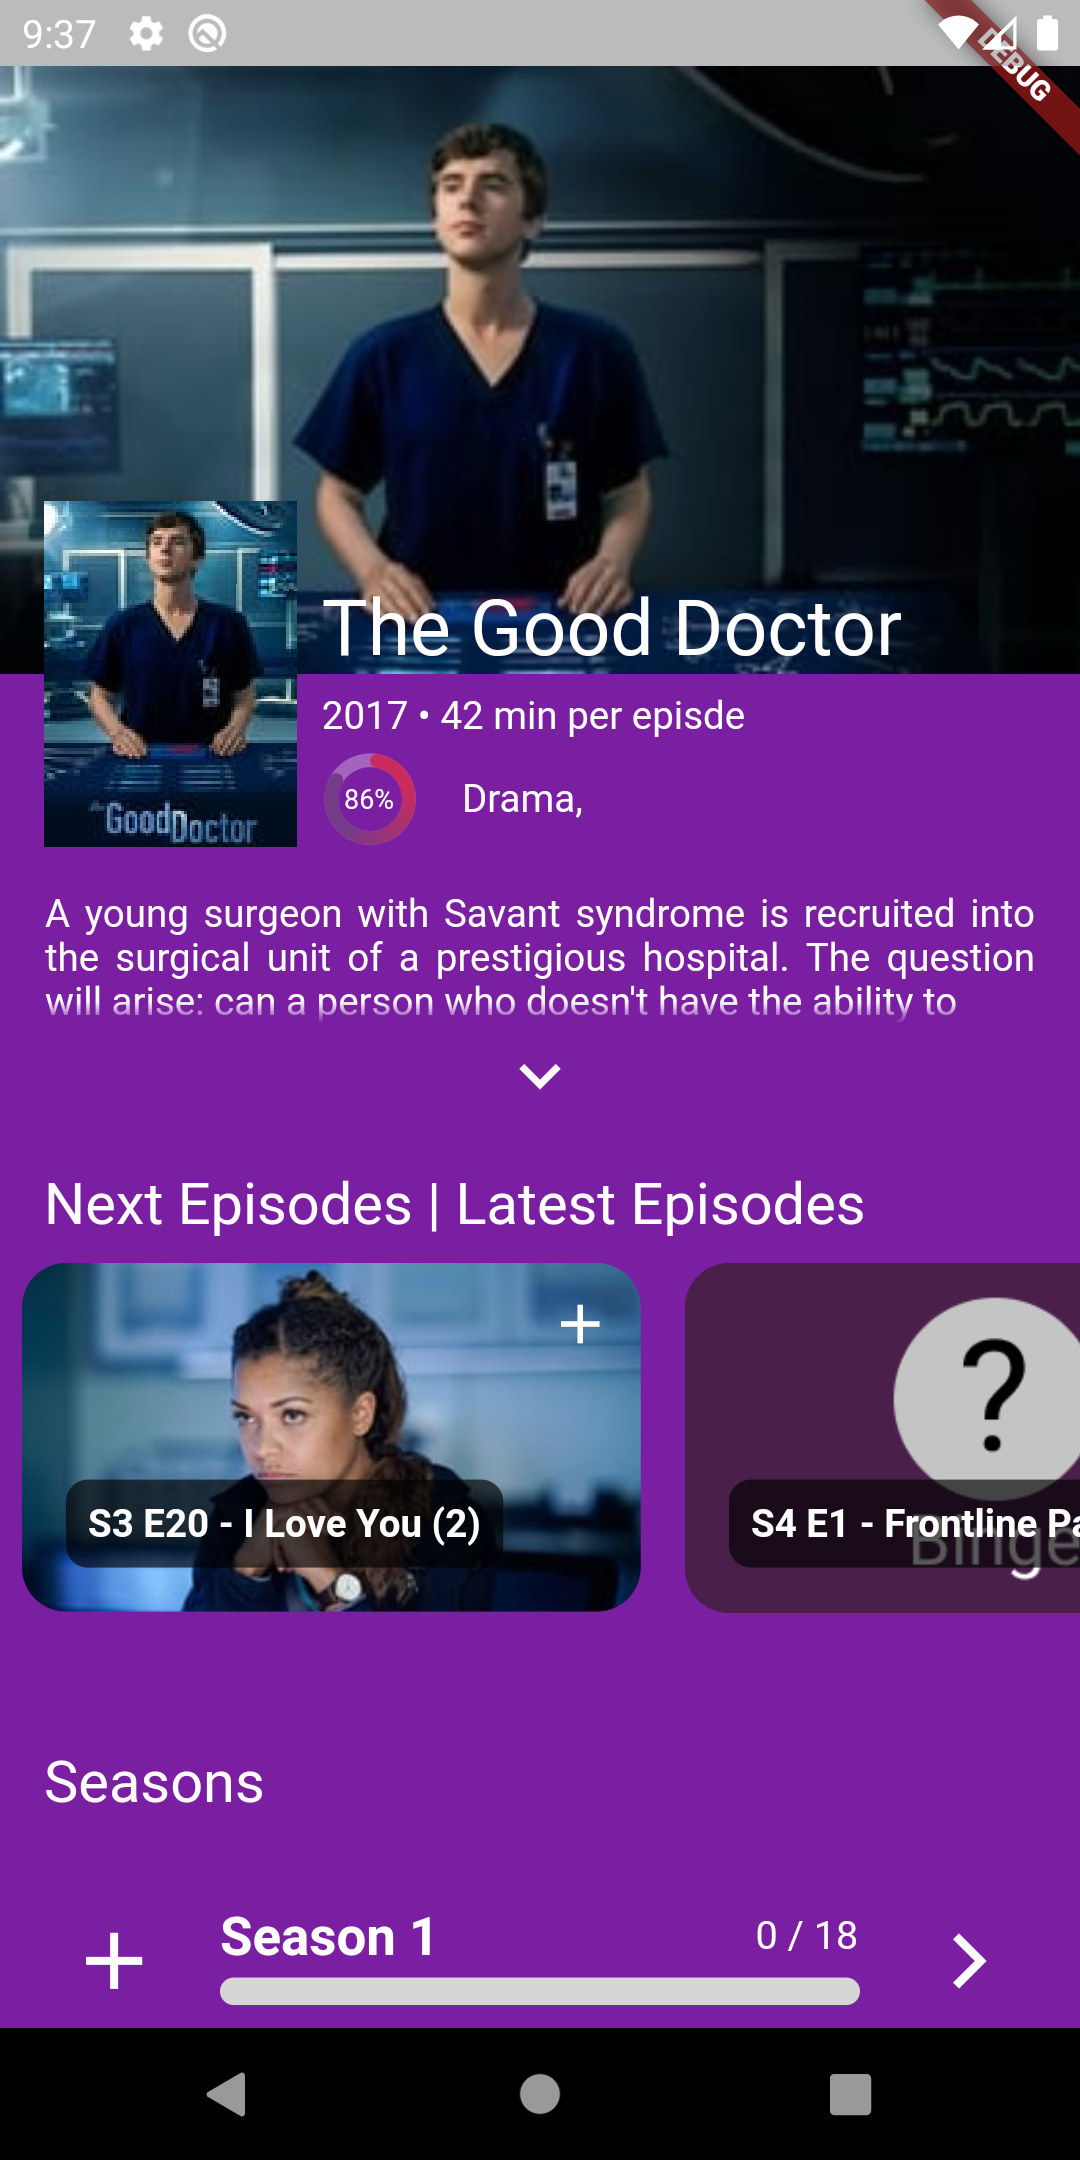 9:37
DEBUG
The Good Doctor
GoodDoctor
2017 • 42 min per episde
86%
Drama,
A young surgeon with Savant syndrome is recruited into
the surgical unit of a prestigious hospital. The question
will arise: can a person who doesn't have the ability to
Next Episodes | Latest Episodes
S3 E20 - I Love You (2)
?
S4 E1 - Frontline Pa
Binge
Seasons
Season 1
0 / 18